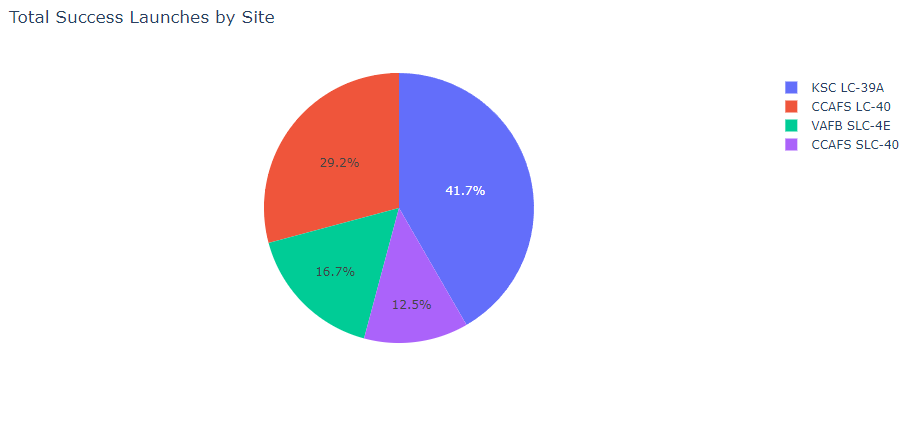 Total Success Launches by Site
KSC LC-39A
CCAFS LC-40
VAFB SLC-4E
CCAFS SLC-40
29.2%
41.7%
16.7%
12.5%